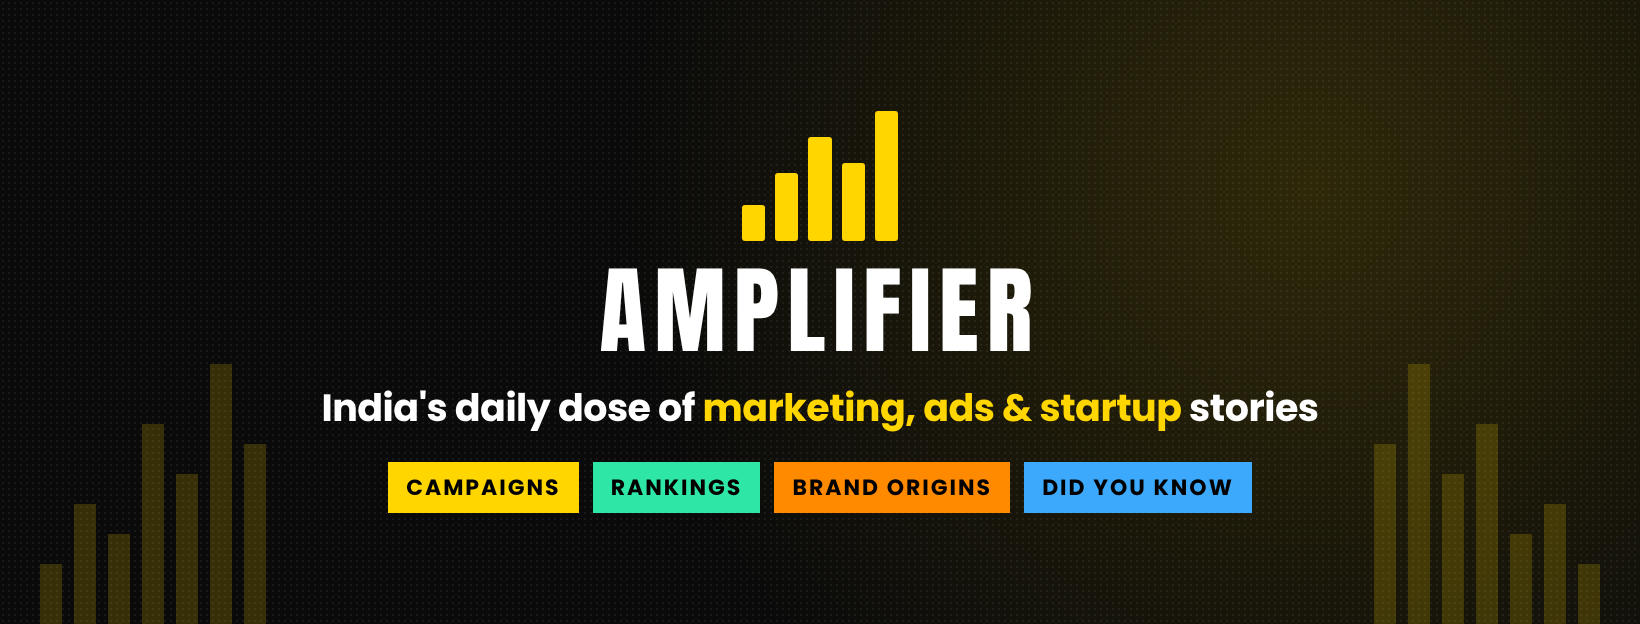 AMPLIFIER
India's daily dose of marketing, ads & startup stories
CAMPAIGNS RANKINGS BRAND ORIGINS DID YOU KNOW